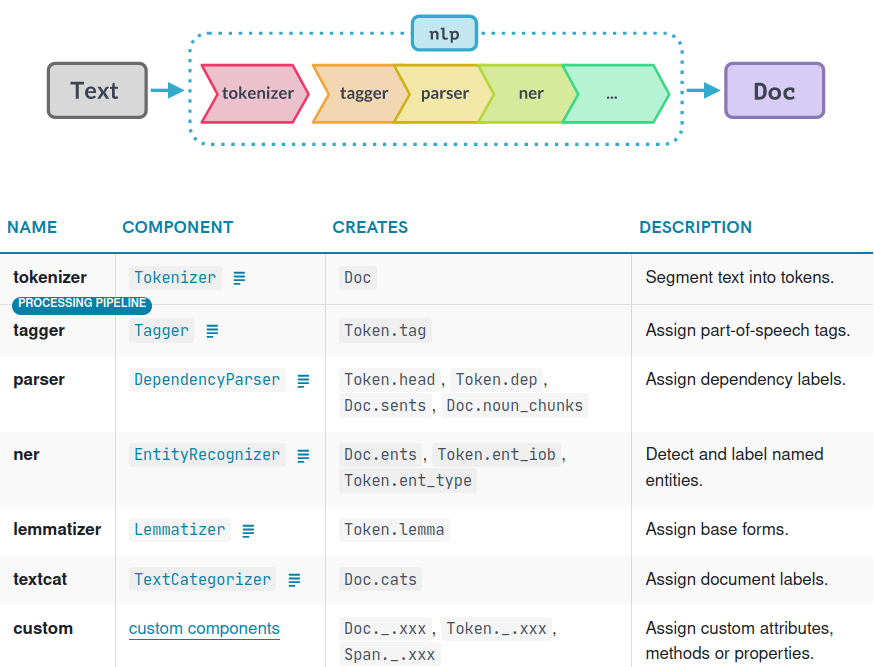 nlp
Text
tokenizer
tagger
parser
ner
...
Doc
NAME COMPONENT CREATES DESCRIPTION
tokenizer Tokenizer Doc Segment text into tokens.
PROCESSING PIPELINE
tagger Tagger Token.tag Assign part-of-speech tags.
parser DependencyParser Token.head, Token.dep, Assign dependency labels.
Doc.sents, Doc.noun_chunks
ner EntityRecognizer Doc.ents, Token.ent_iob, Detect and label named
Token.ent_type entities.
lemmatizer Lemmatizer Token.lemma Assign base forms.
textcat TextCategorizer Doc.cats Assign document labels.
custom custom components Doc._.xxx, Token._.xxx, Assign custom attributes,
Span._.xxx methods or properties.